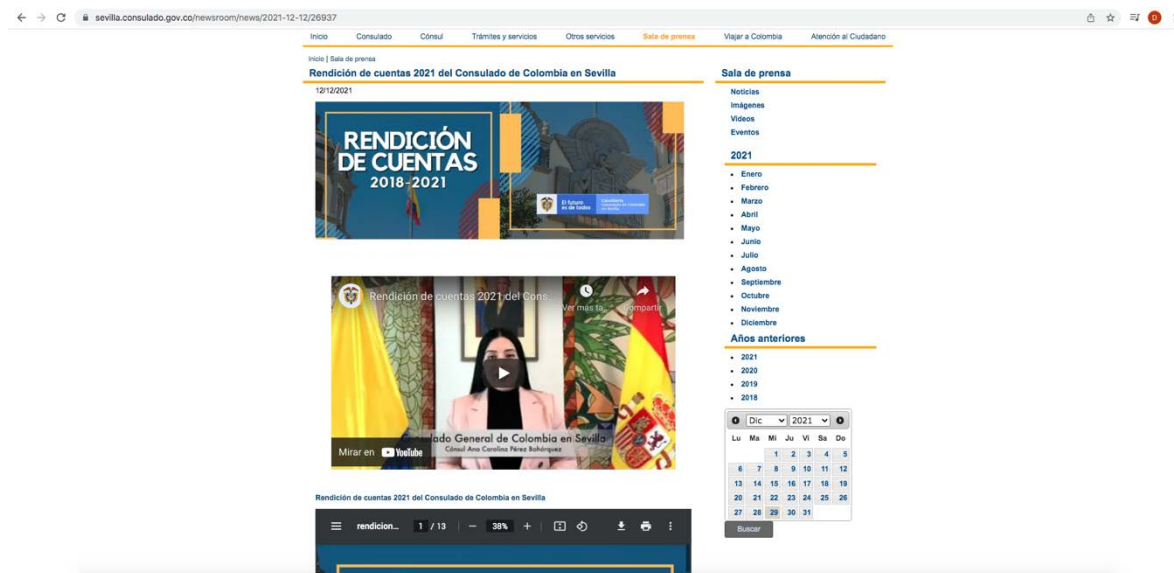 sevilla.consulado.gov.co/newsroom/news/2021-12-12/26937
D
Inicio Consulado Cónsul Trámites y servicios Otros servicios Sala de prensa Viajar a Colombia Atención al Ciudadano
Inicio | Sala de prensa
Rendición de cuentas 2021 del Consulado de Colombia en Sevilla
12/12/2021
RENDICIÓN
DE CUENTAS
2018-2021
El futuro
es de todos
Cancillería
Rendición de cuentas 2021 del Cons...
Ver más ta...
Compartir
Consulado General de Colombia en Sevilla
Cónsul Ana Carolina Pérez Bohórquez
Mirar en YouTube
Rendición de cuentas 2021 del Consulado de Colombia en Sevilla
rendicion... 1 / 13 — 38% +
Sala de prensa
Noticias
Imágenes
Videos
Eventos
2021
Enero
Febrero
Marzo
Abril
Mayo
Junio
Julio
Agosto
Septiembre
Octubre
Noviembre
Diciembre
Años anteriores
2021
2020
2019
2018
Dic 2021
Lu Ma Mi Ju Vi Sa Do
1 2 3 4 5
6 7 8 9 10 11 12
13 14 15 16 17 18 19
20 21 22 23 24 25 26
27 28 29 30 31
Buscar